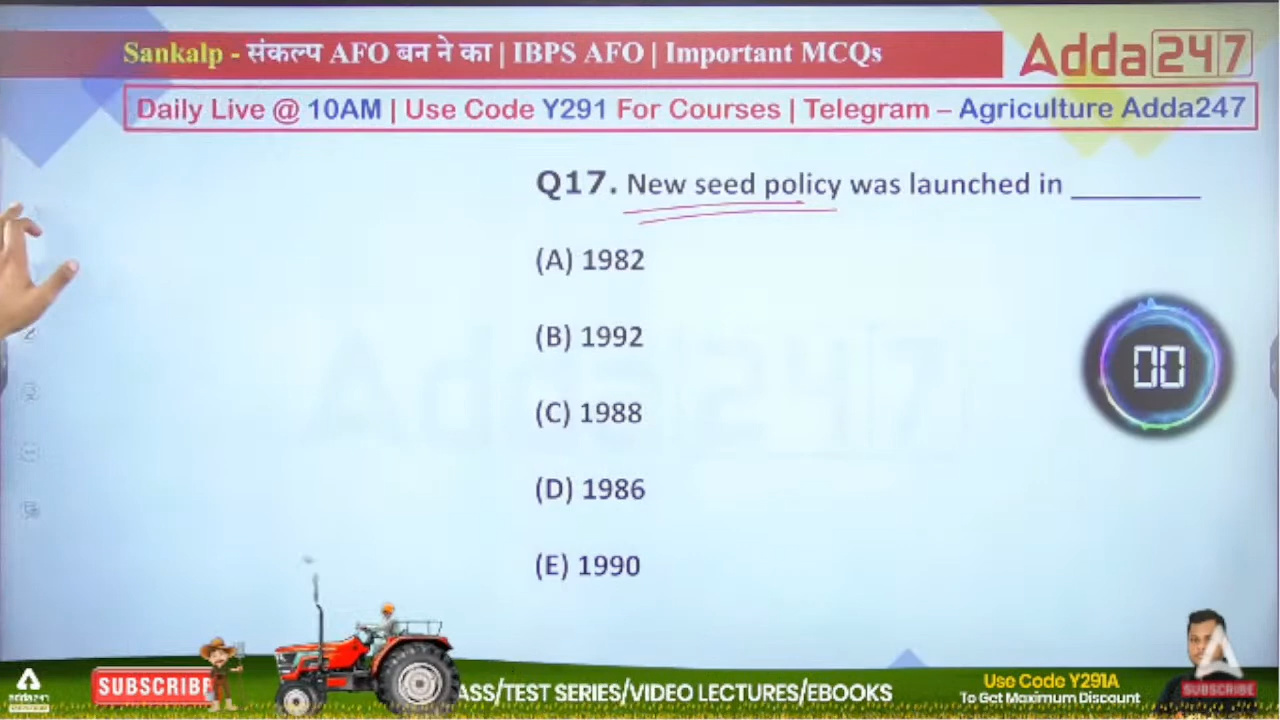 Sankalp - संकल्प AFO बन ने का | IBPS AFO | Important MCQs
Adda247
Daily Live @ 10AM | Use Code Y291 For Courses | Telegram – Agriculture Adda247
Q17. New seed policy was launched in ________
(A) 1982
(B) 1992
(C) 1988
00
(D) 1986
(E) 1990
SUBSCRIBE
ASS/TEST SERIES/VIDEO LECTURES/EBOOKS
Use Code Y291A
To Get Maximum Discount
adda247
SUBSCRIBE